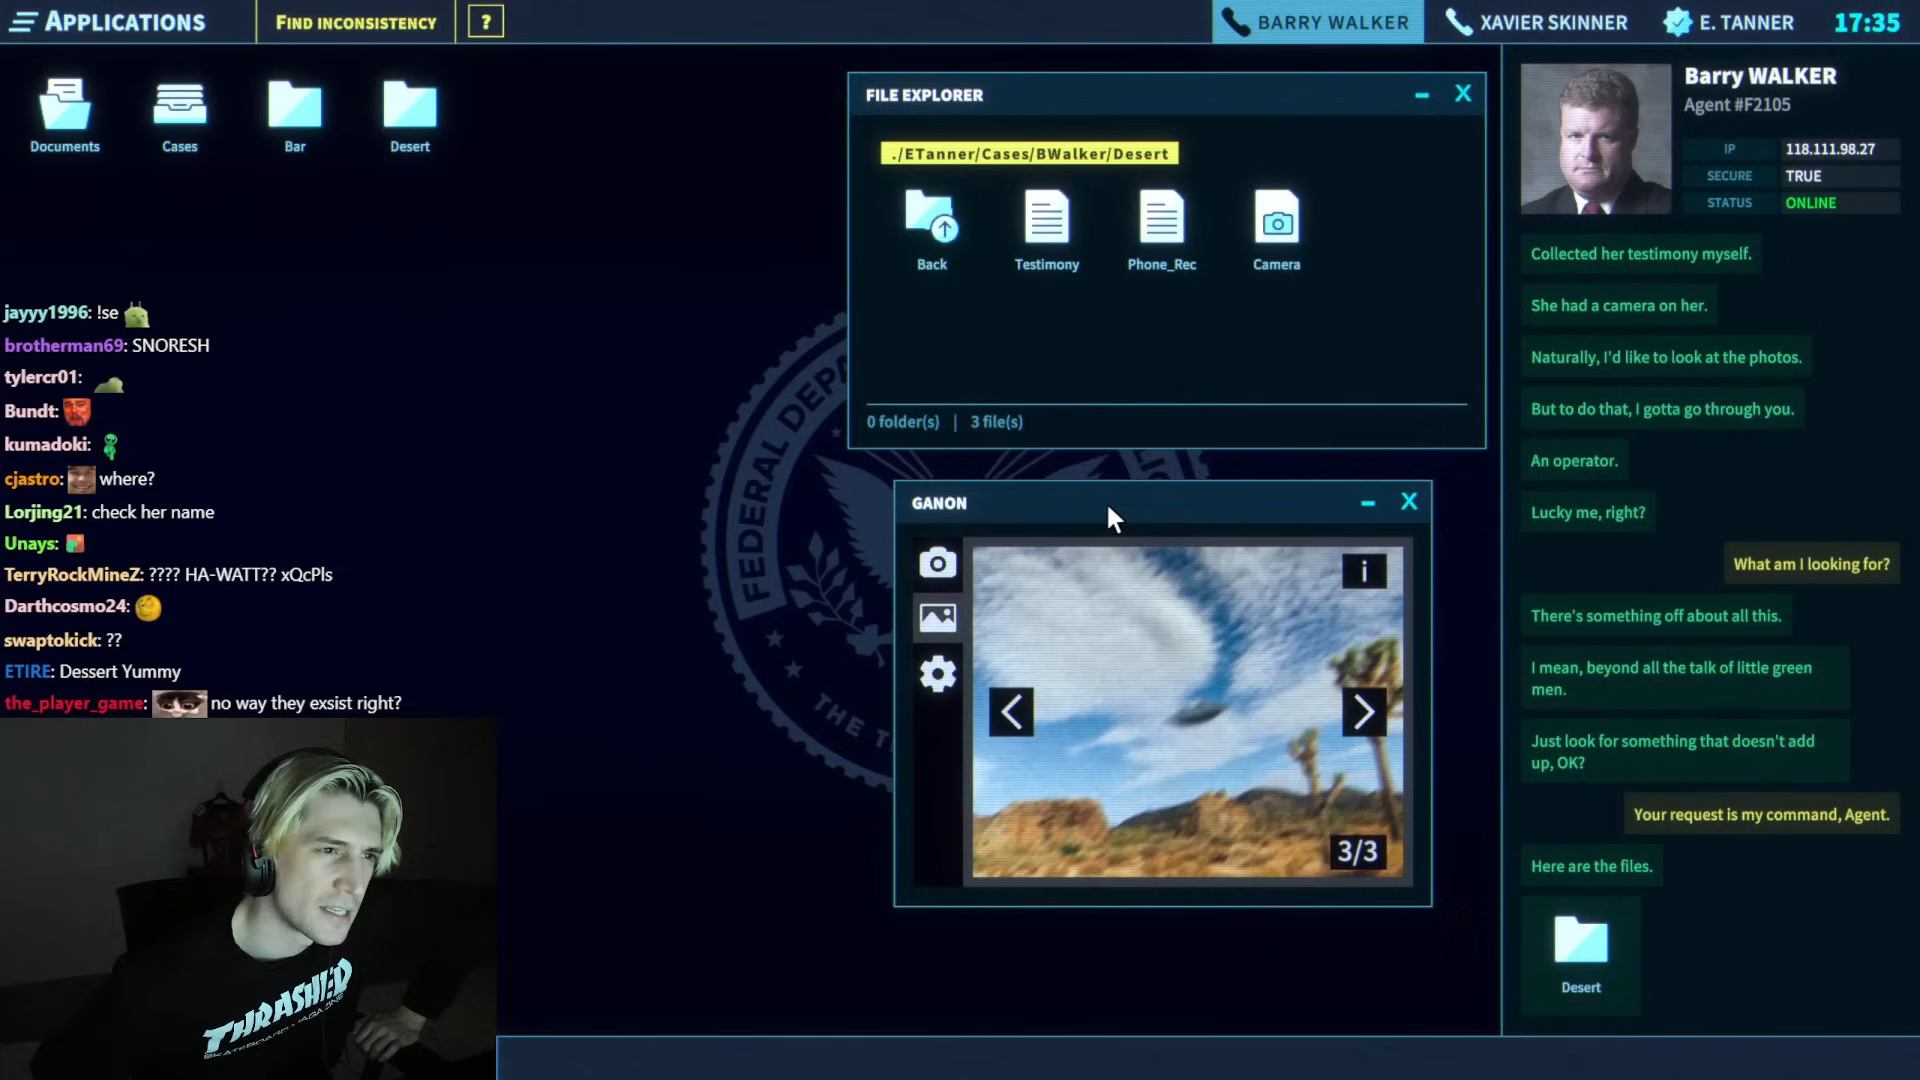 APPLICATIONS
FIND INCONSISTENCY
?
BARRY WALKER
XAVIER SKINNER
E. TANNER
17:35
Documents
Cases
Bar
Desert
FILE EXPLORER
X
./ETanner/Cases/BWalker/Desert
Back
Testimony
Phone_Rec
Camera
0 folder(s) | 3 file(s)
FEDERAL DEPA
THE T
GANON
X
i
3/3
jayyy1996: !se
brotherman69: SNORESH
tylercr01:
Bundt:
kumadoki:
cjastro: where?
Lorjing21: check her name
Unays:
TerryRockMineZ: ???? HA-WATT?? xQcPls
Darthcosmo24:
swaptokick: ??
ETIRE: Dessert Yummy
the_player_game: no way they exsist right?
THRASHED
Barry WALKER
Agent #F2105
IP 118.111.98.27
SECURE TRUE
STATUS ONLINE
Collected her testimony myself.
She had a camera on her.
Naturally, I'd like to look at the photos.
But to do that, I gotta go through you.
An operator.
Lucky me, right?
What am I looking for?
There's something off about all this.
I mean, beyond all the talk of little green
men.
Just look for something that doesn't add
up, OK?
Your request is my command, Agent.
Here are the files.
Desert